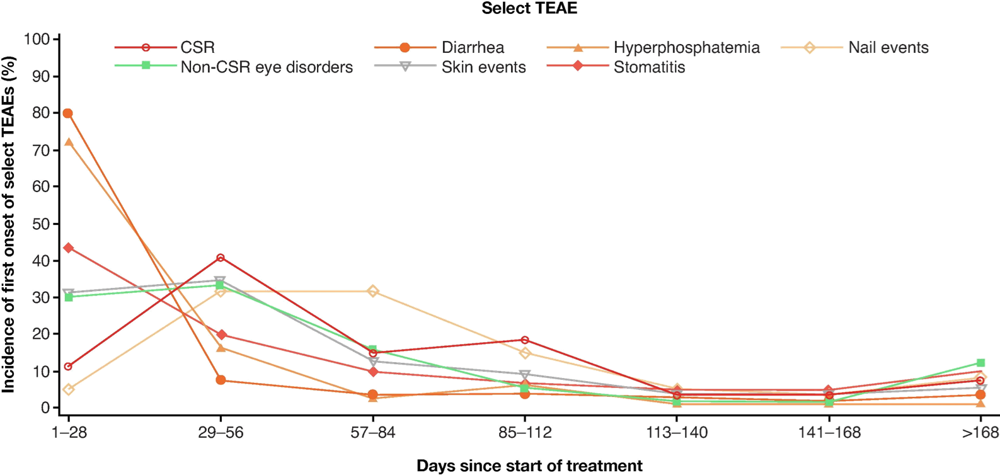 Select TEAE
CSR
Diarrhea
Hyperphosphatemia
Nail events
Non-CSR eye disorders
Skin events
Stomatitis
Incidence of first onset of select TEAEs (%)
100
90
80
70
60
50
40
30
20
10
0
1–28
29–56
57–84
85–112
113–140
141–168
>168
Days since start of treatment